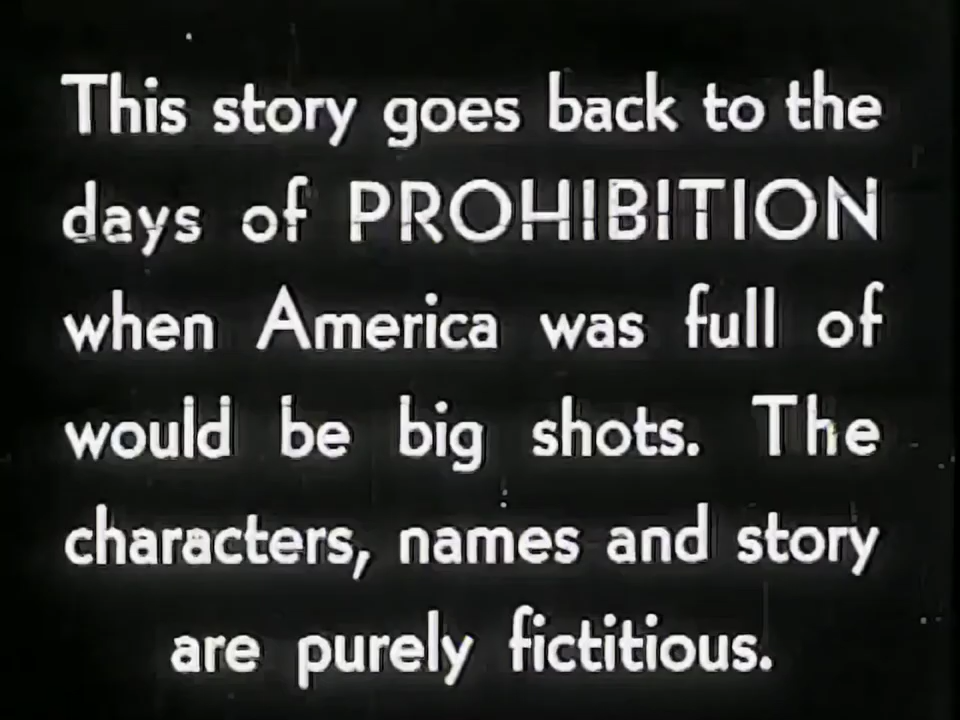 This story goes back to the
days of PROHIBITION
when America was full of
would be big shots. The
characters, names and story
are purely fictitious.